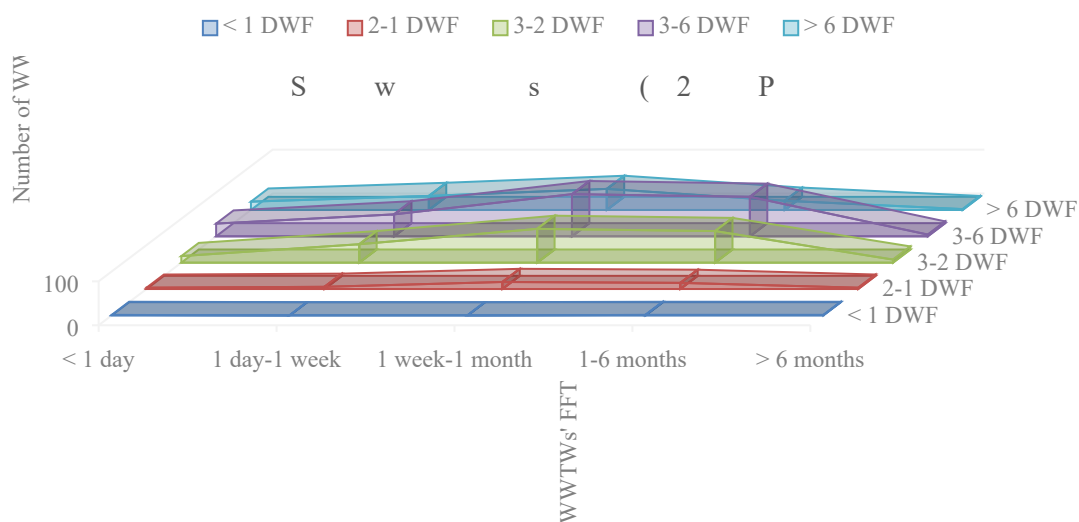 < 1 DWF 2-1 DWF 3-2 DWF 3-6 DWF > 6 DWF
S w s ( 2 P
Number of
> 6 DWF
3-6 DWF
3-2 DWF
2-1 DWF
< 1 DWF
100
0
< 1 day 1 day-1 week 1 week-1 month 1-6 months > 6 months
WWTWs' FFT